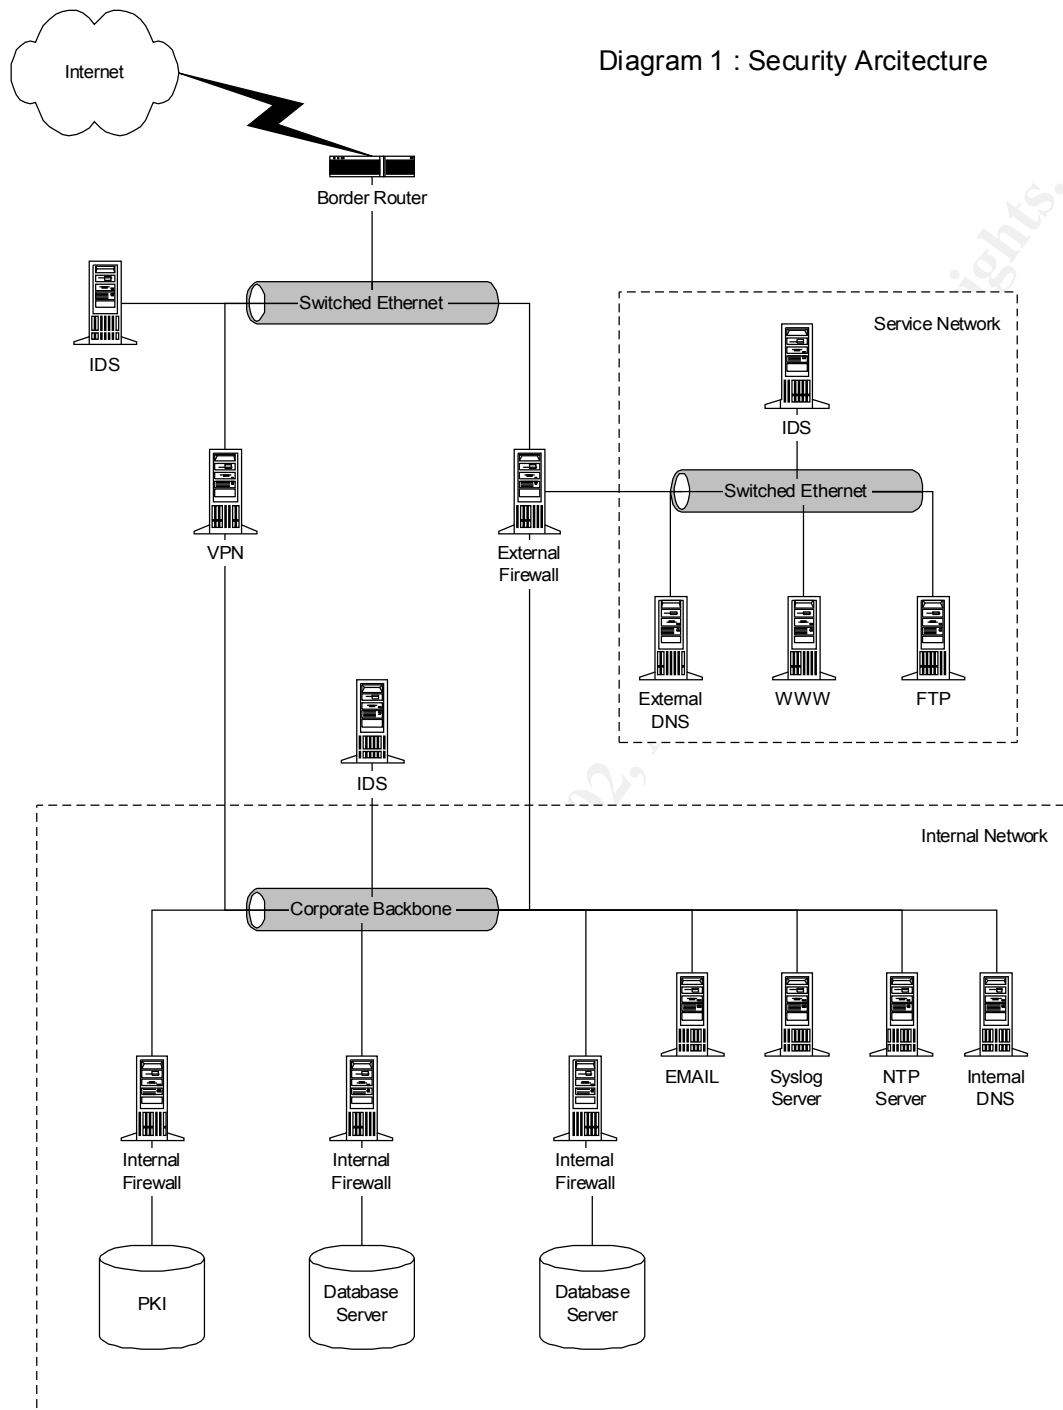 Diagram 1 : Security Arcitecture
Internet
Border Router
Switched Ethernet
IDS
Service Network
IDS
Switched Ethernet
VPN
External
Firewall
External
DNS
WWW
FTP
IDS
Internal Network
Corporate Backbone
EMAIL
Syslog
Server
NTP
Server
Internal
DNS
Internal
Firewall
Internal
Firewall
Internal
Firewall
PKI
Database
Server
Database
Server
02,
ights.